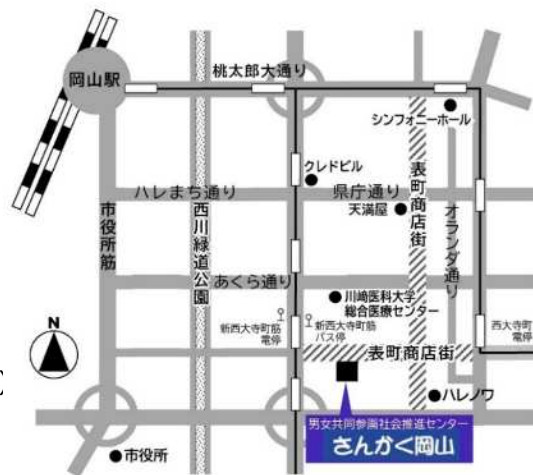 岡山駅
桃太郎大通り
シンフォニーホール
クレドビル
表町商店街
ハレまち通り
県庁通り
天満屋
市役所筋
西川緑道公園
オランダ通り
あくら通り
川﨑医科大学
総合医療センター
新西大寺町筋
電停
新西大寺町筋
バス停
西大寺町
電停
N
表町商店街
ハレノワ
男女共同参画社会推進センター
さんかく岡山
市役所